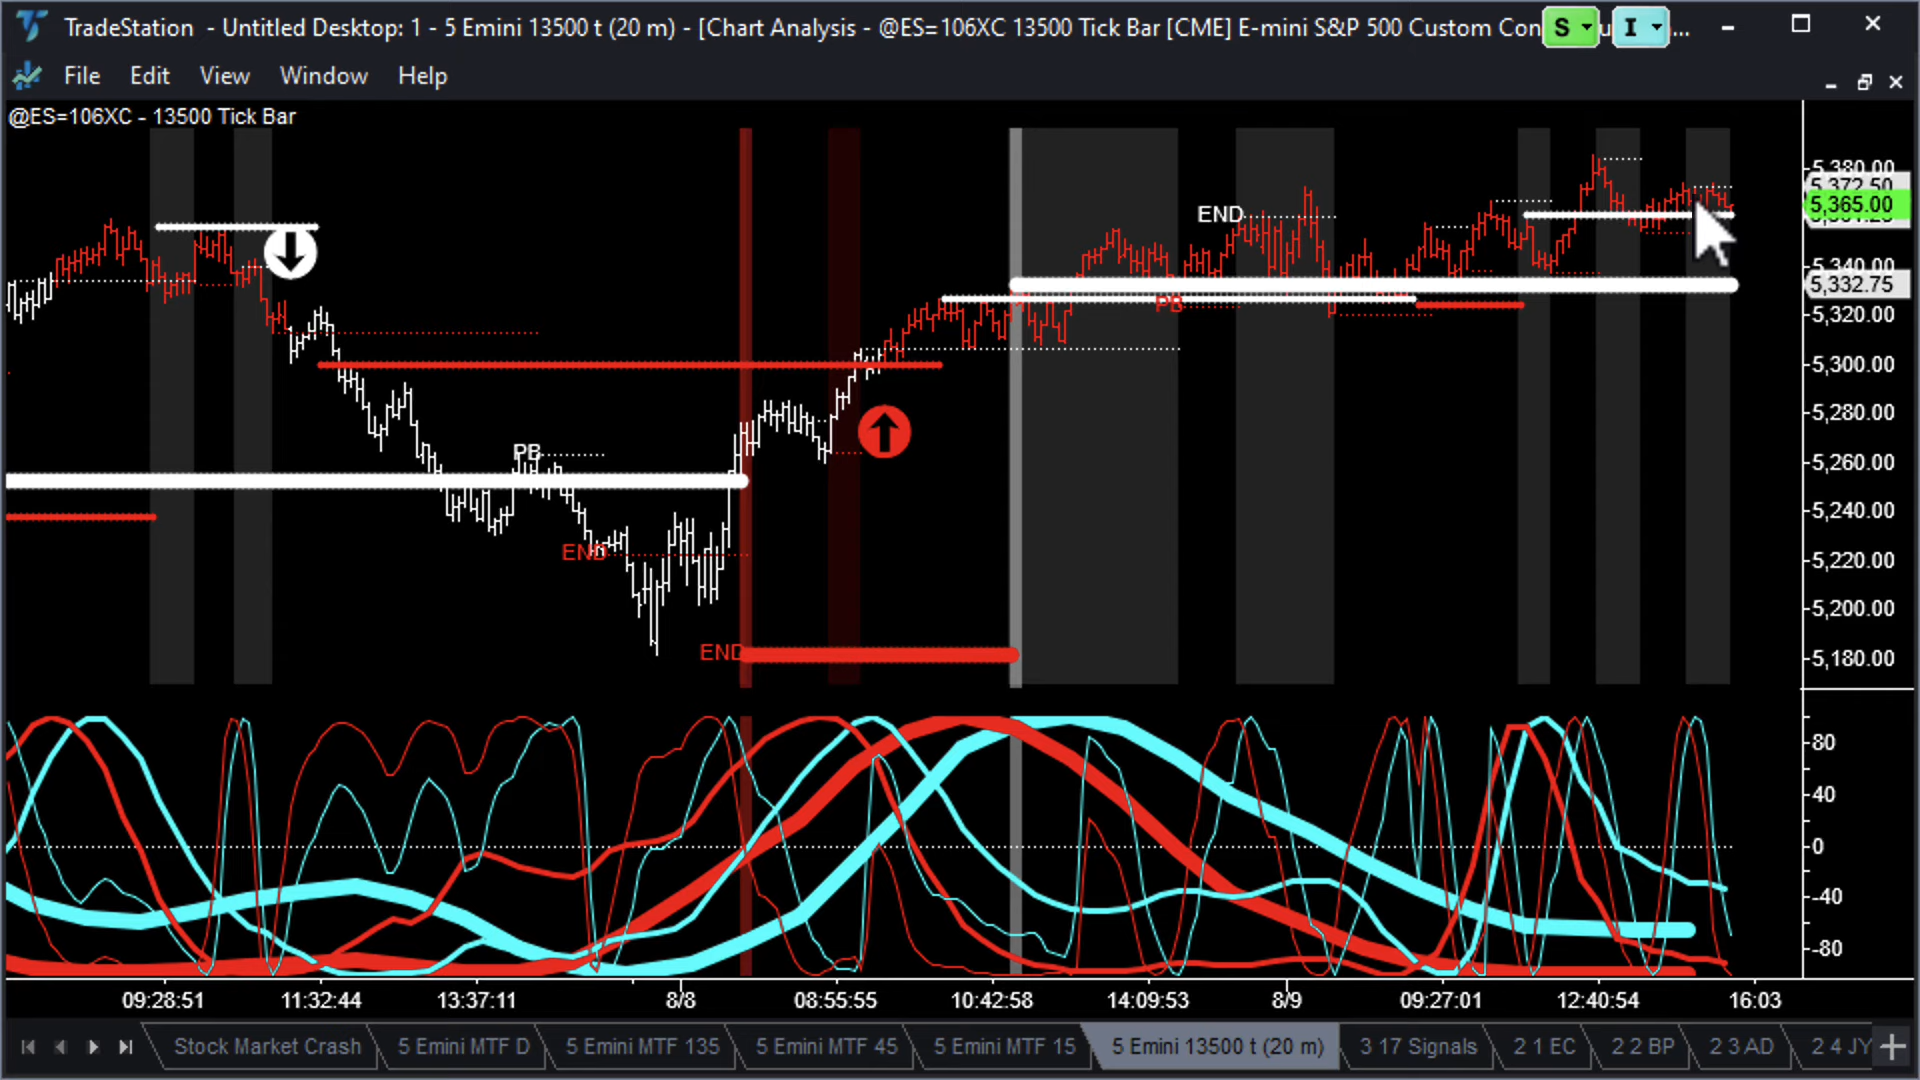 TradeStation - Untitled Desktop: 1 - 5 Emini 13500 t (20 m) - [Chart Analysis - @ES=106XC 13500 Tick Bar [CME] E-mini S&P 500 Custom Con
S
I
...
File Edit View Window Help
@ES=106XC - 13500 Tick Bar
5,380.00
5,372.50
5,365.00
END
5,340.00
5,332.75
PB
5,320.00
5,300.00
5,280.00
PB
5,260.00
5,240.00
END
5,220.00
5,200.00
END
5,180.00
80
40
0
-40
-80
09:28:51 11:32:44 13:37:11 8/8 08:55:55 10:42:58 14:09:53 8/9 09:27:01 12:40:54 16:03
Stock Market Crash 5 Emini MTF D 5 Emini MTF 135 5 Emini MTF 45 5 Emini MTF 15 5 Emini 13500 t (20 m) 3 17 Signals 2 1 EC 2 2 BP 2 3 AD 2 4 JY